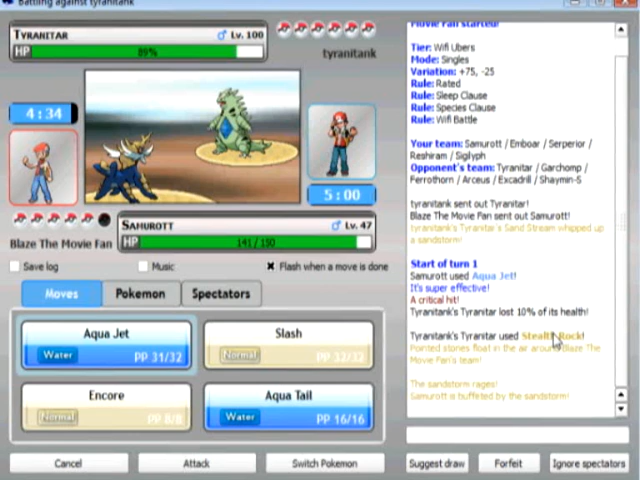 Battling against tyranitank
TYRANITAR ♂ Lv. 100
HP 89%
tyranitank
4:34
5:00
SAMUROTT ♂ Lv. 47
HP 141 / 150
Blaze The Movie Fan
Save log
Music
Flash when a move is done
Moves
Pokemon
Spectators
Aqua Jet
Water PP 31/32
Slash
Normal PP 32/32
Encore
Normal PP 8/8
Aqua Tail
Water PP 16/16
Cancel
Attack
Switch Pokemon
Movie Fan started!
Tier: Wifi Ubers
Mode: Singles
Variation: +75, -25
Rule: Rated
Rule: Sleep Clause
Rule: Species Clause
Rule: Wifi Battle
Your team: Samurott / Emboar / Serperior /
Reshiram / Sigilyph
Opponent's team: Tyranitar / Garchomp /
Ferrothorn / Arceus / Excadrill / Shaymin-S
tyranitank sent out Tyranitar!
Blaze The Movie Fan sent out Samurott!
tyranitank's Tyranitar's Sand Stream whipped up
a sandstorm!
Start of turn 1
Samurott used Aqua Jet!
It's super effective!
A critical hit!
Tyranitank's Tyranitar lost 10% of its health!
Tyranitank's Tyranitar used Stealth Rock!
Pointed stones float in the air around Blaze The
Movie Fan's team!
The sandstorm rages!
Samurott is buffeted by the sandstorm!
Suggest draw
Forfeit
Ignore spectators